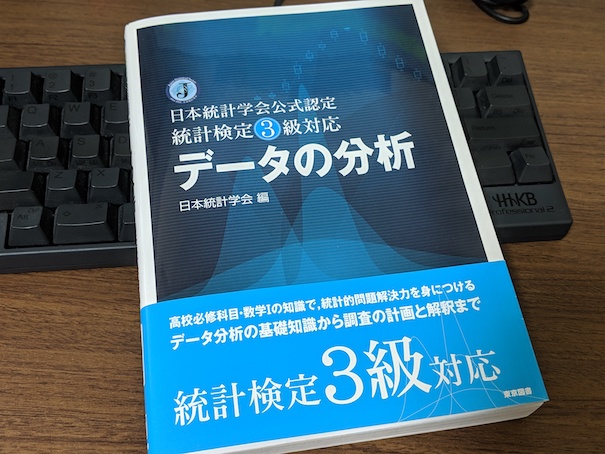 日本統計学会公式認定
統計検定3級対応
データの分析
日本統計学会 編
高校必修科目・数学Iの知識で,統計的問題解決力を身につける
データ分析の基礎知識から調査の計画と解釈まで
統計検定3級対応
東京図書
HHKB
Professional2